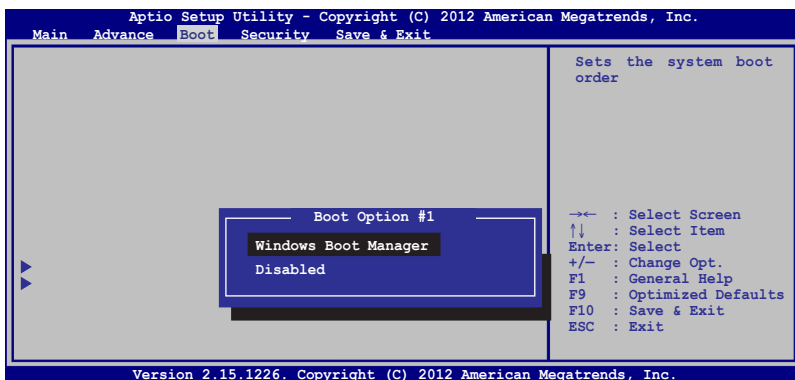 Aptio Setup Utility - Copyright (C) 2012 American Megatrends, Inc.
Main Advance Boot Security Save & Exit
Sets the system boot
order
Boot Option #1
Windows Boot Manager
Disabled
→← : Select Screen
↑↓ : Select Item
Enter: Select
+/— : Change Opt.
F1 : General Help
F9 : Optimized Defaults
F10 : Save & Exit
ESC : Exit
Version 2.15.1226. Copyright (C) 2012 American Megatrends, Inc.